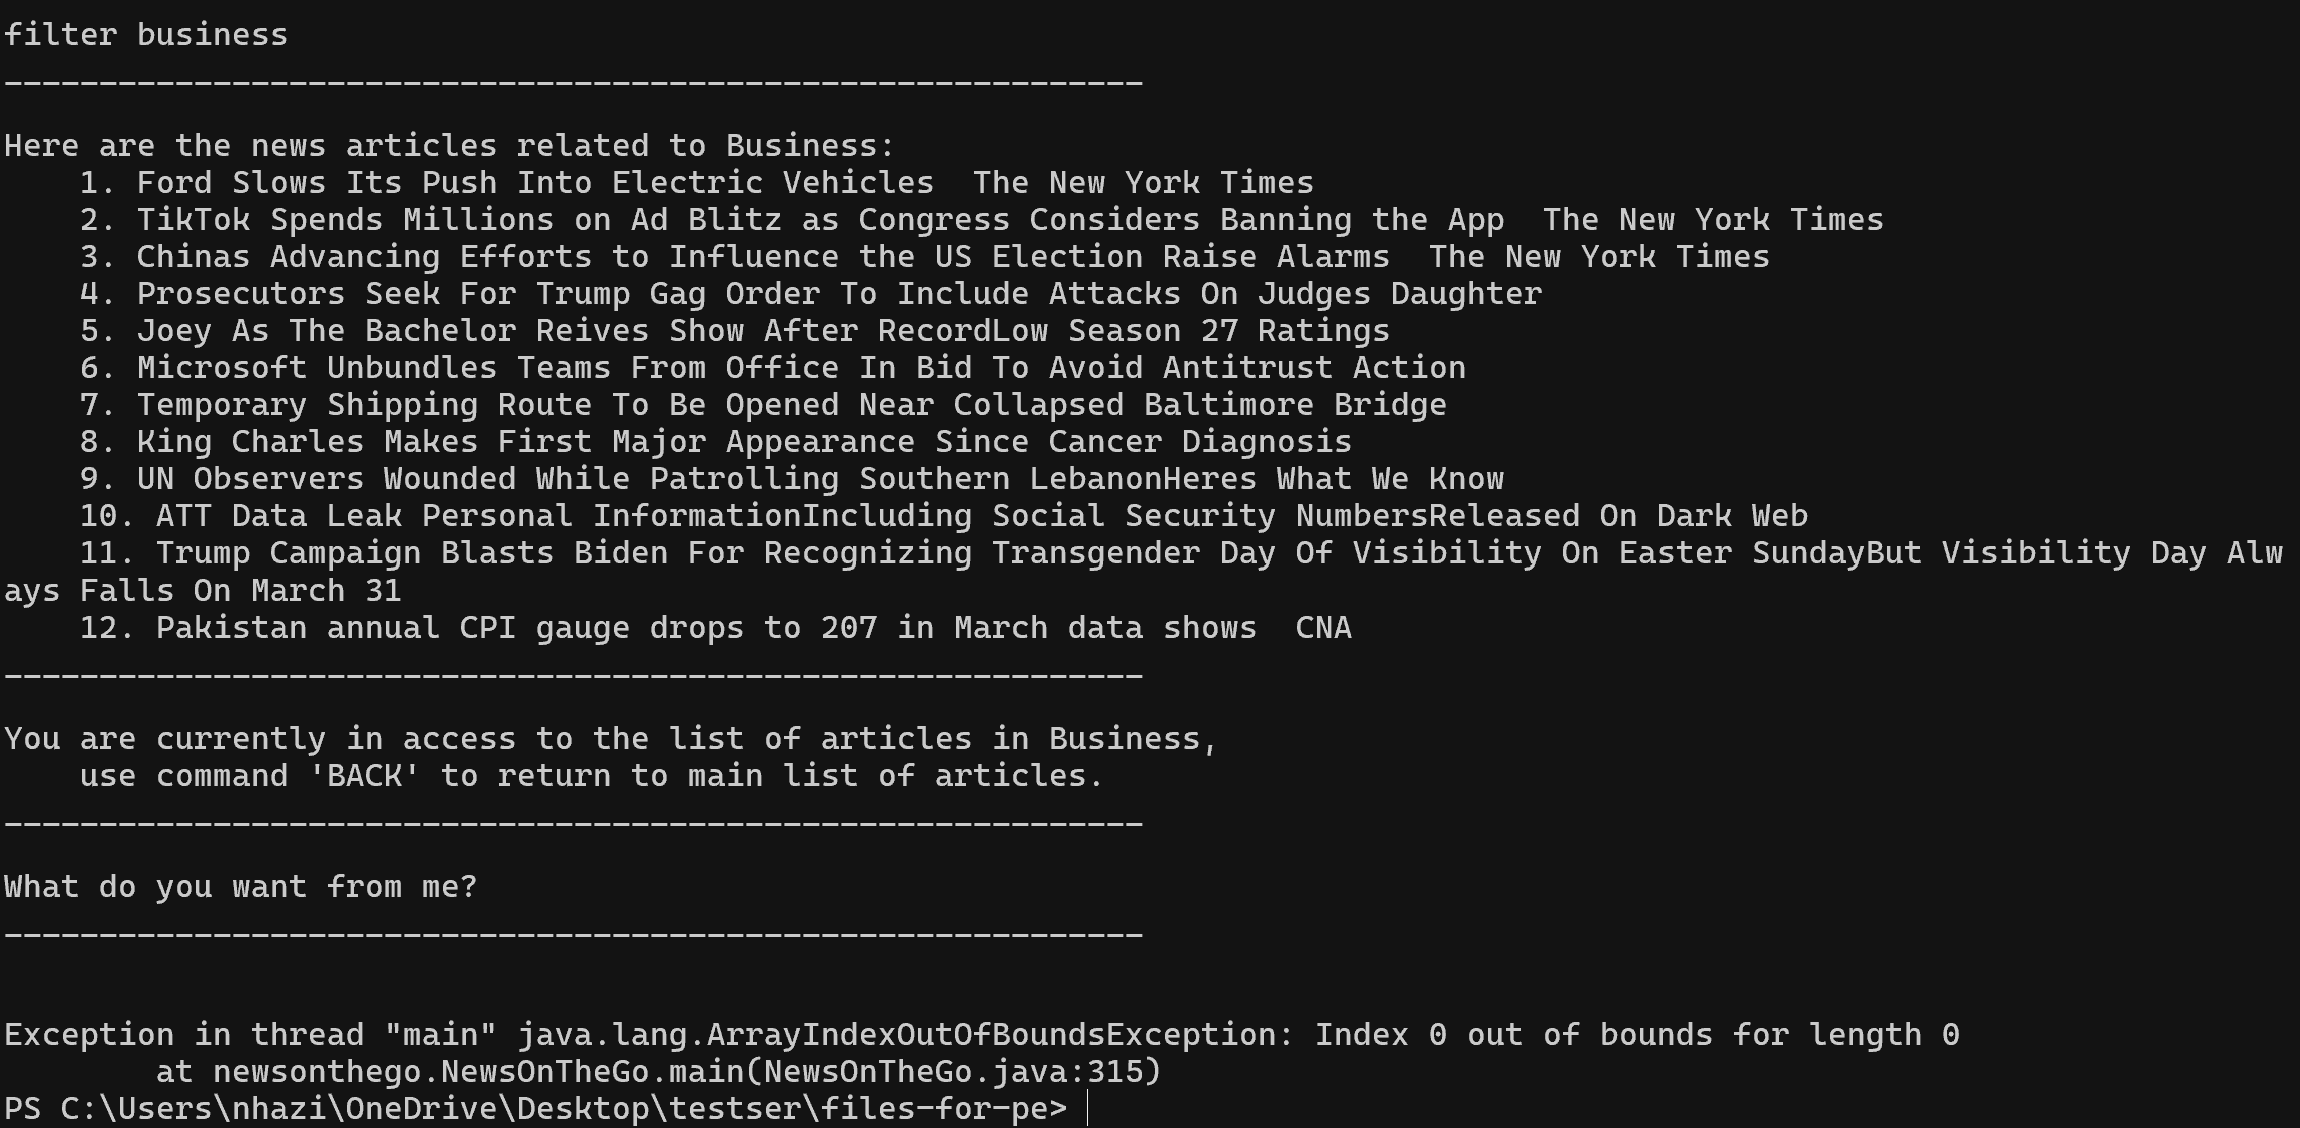 filter business
____________________________________________________________
Here are the news articles related to Business:
    1. Ford Slows Its Push Into Electric Vehicles  The New York Times
    2. TikTok Spends Millions on Ad Blitz as Congress Considers Banning the App  The New York Times
    3. Chinas Advancing Efforts to Influence the US Election Raise Alarms  The New York Times
    4. Prosecutors Seek For Trump Gag Order To Include Attacks On Judges Daughter
    5. Joey As The Bachelor Reives Show After RecordLow Season 27 Ratings
    6. Microsoft Unbundles Teams From Office In Bid To Avoid Antitrust Action
    7. Temporary Shipping Route To Be Opened Near Collapsed Baltimore Bridge
    8. King Charles Makes First Major Appearance Since Cancer Diagnosis
    9. UN Observers Wounded While Patrolling Southern LebanonHeres What We Know
    10. ATT Data Leak Personal InformationIncluding Social Security NumbersReleased On Dark Web
    11. Trump Campaign Blasts Biden For Recognizing Transgender Day Of Visibility On Easter SundayBut Visibility Day Alw
ays Falls On March 31
    12. Pakistan annual CPI gauge drops to 207 in March data shows  CNA
____________________________________________________________
You are currently in access to the list of articles in Business,
    use command 'BACK' to return to main list of articles.
____________________________________________________________
What do you want from me?
____________________________________________________________
Exception in thread "main" java.lang.ArrayIndexOutOfBoundsException: Index 0 out of bounds for length 0
        at newsonthego.NewsOnTheGo.main(NewsOnTheGo.java:315)
PS C:\Users\nhazi\OneDrive\Desktop\testser\files-for-pe>